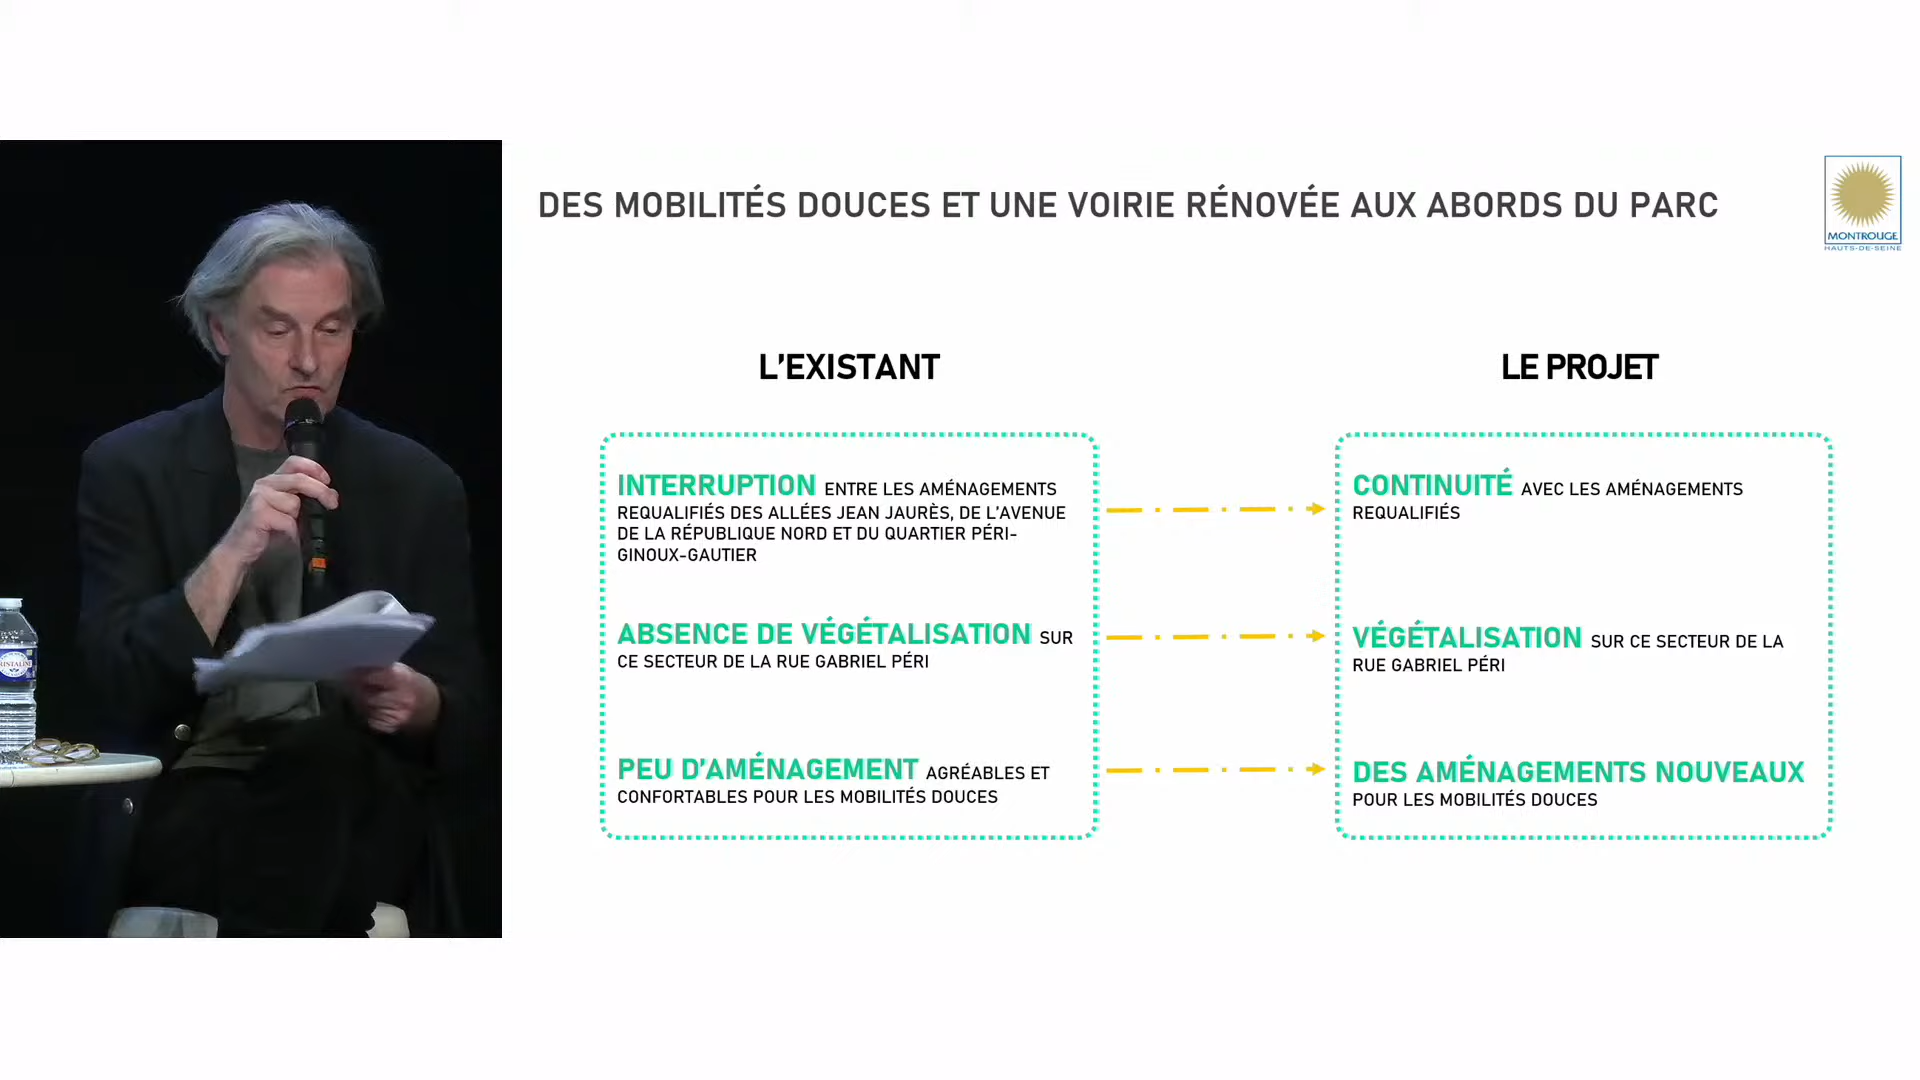 DES MOBILITÉS DOUCES ET UNE VOIRIE RÉNOVÉE AUX ABORDS DU PARC
MONTROUGE
HAUTS-DE-SEINE
L'EXISTANT
INTERRUPTION ENTRE LES AMÉNAGEMENTS
REQUALIFIÉS DES ALLÉES JEAN JAURÈS, DE L'AVENUE
DE LA RÉPUBLIQUE NORD ET DU QUARTIER PÉRI-
GINOUX-GAUTIER
ABSENCE DE VÉGÉTALISATION SUR
CE SECTEUR DE LA RUE GABRIEL PÉRI
PEU D'AMÉNAGEMENT AGRÉABLES ET
CONFORTABLES POUR LES MOBILITÉS DOUCES
LE PROJET
CONTINUITÉ AVEC LES AMÉNAGEMENTS
REQUALIFIÉS
VÉGÉTALISATION SUR CE SECTEUR DE LA
RUE GABRIEL PÉRI
DES AMÉNAGEMENTS NOUVEAUX
POUR LES MOBILITÉS DOUCES